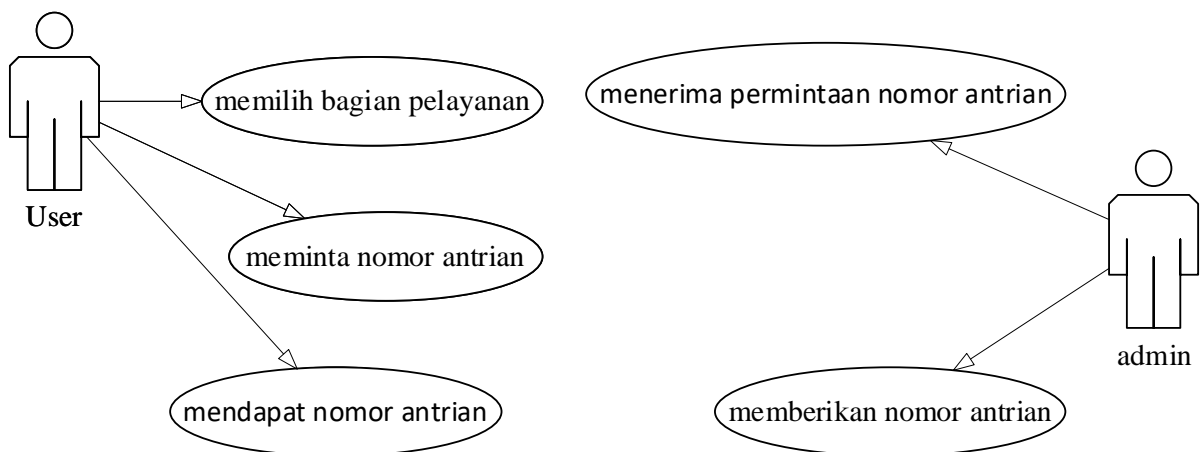 memilih bagian pelayanan
menerima permintaan nomor antrian
User
meminta nomor antrian
admin
mendapat nomor antrian
memberikan nomor antrian